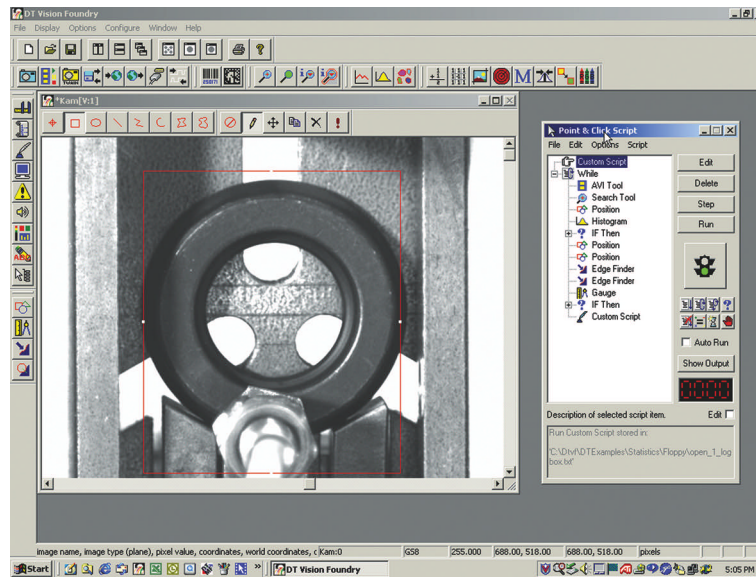 DT Vision Foundry
File Display Options Configure Window Help
*Kam[V:1]
Point & Click Script
File Edit Options Script
Custom Script
While
AVI Tool
Search Tool
Position
Histogram
IF Then
Position
Position
Edge Finder
Edge Finder
Gauge
IF Then
Custom Script
Edit
Delete
Step
Run
Auto Run
Show Output
0000
Description of selected script item.
Edit
Run Custom Script stored in:
"C:\Dtvf\DTExamples\Statistics\Floppy\open_1_log
box.txt"
image name, image type (plane), pixel value, coordinates, world coordinates, c Kam:0 GS8 255.000 688.00, 518.00 688.00, 518.00 pixels
Start » DT Vision Foundry 5:05 PM